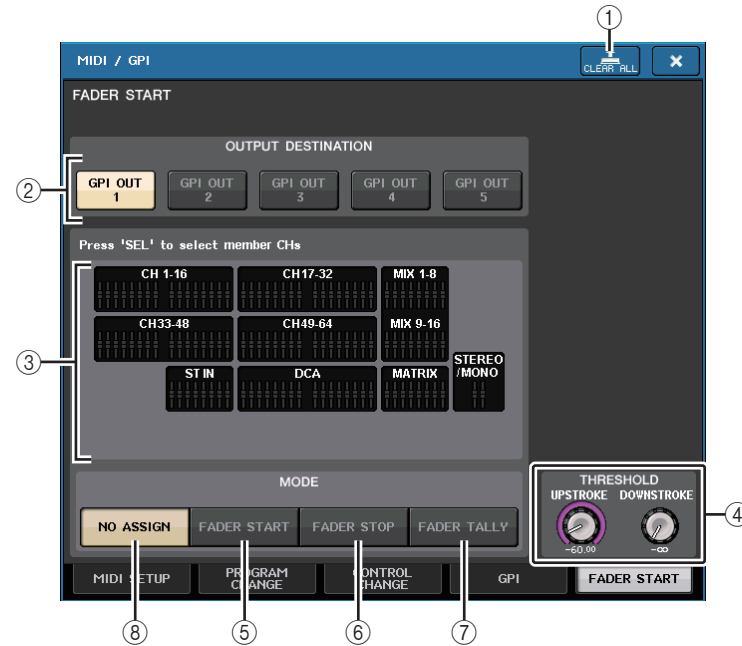 ①
MIDI / GPI
CLEAR ALL
×
FADER START
OUTPUT DESTINATION
②
GPI OUT 1
GPI OUT 2
GPI OUT 3
GPI OUT 4
GPI OUT 5
Press 'SEL' to select member CHs
③
CH 1-16
CH17-32
MIX 1-8
CH33-48
CH49-64
MIX 9-16
STEREO /MONO
ST IN
DCA
MATRIX
MODE
NO ASSIGN
FADER START
FADER STOP
FADER TALLY
THRESHOLD
UPSTROKE
DOWNSTROKE
-60.00
-∞
④
MIDI SETUP
PROGRAM CHANGE
CONTROL CHANGE
GPI
FADER START
⑧
⑤
⑥
⑦